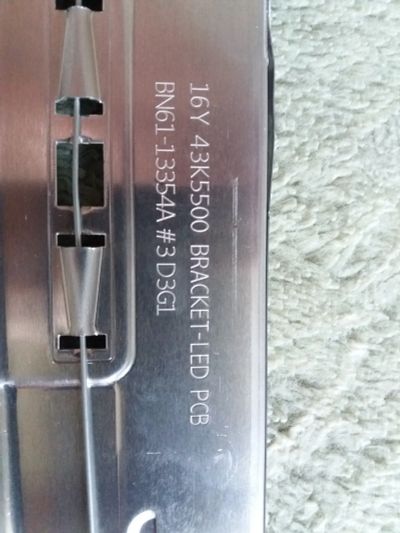 16Y 43K5500 BRACKET-LED PCB
BN61-13354A #3 D3G1